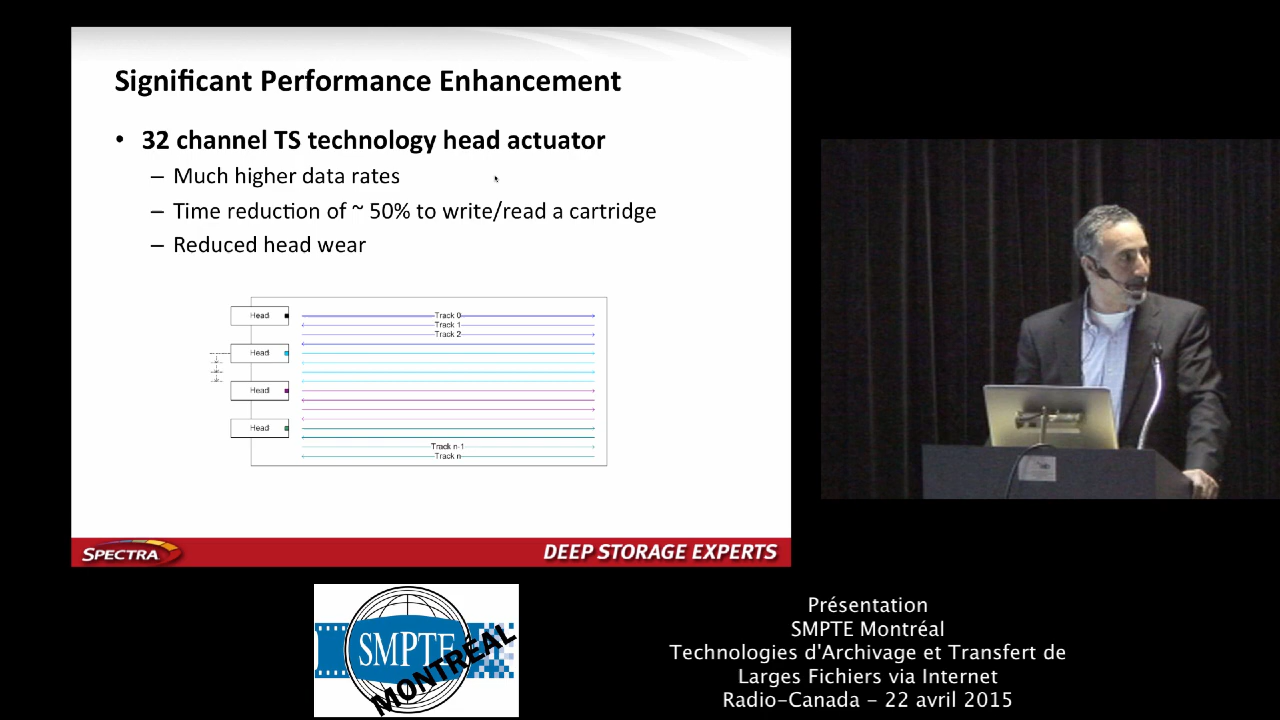 Significant Performance Enhancement
• 32 channel TS technology head actuator
– Much higher data rates
– Time reduction of ~ 50% to write/read a cartridge
– Reduced head wear
Head
Head
Head
Head
Track 0
Track 1
Track 2
Track n-1
Track n
SPECTRA
DEEP STORAGE EXPERTS
SMPTE
MONTRÉAL
Présentation
SMPTE Montréal
Technologies d'Archivage et Transfert de
Larges Fichiers via Internet
Radio-Canada – 22 avril 2015